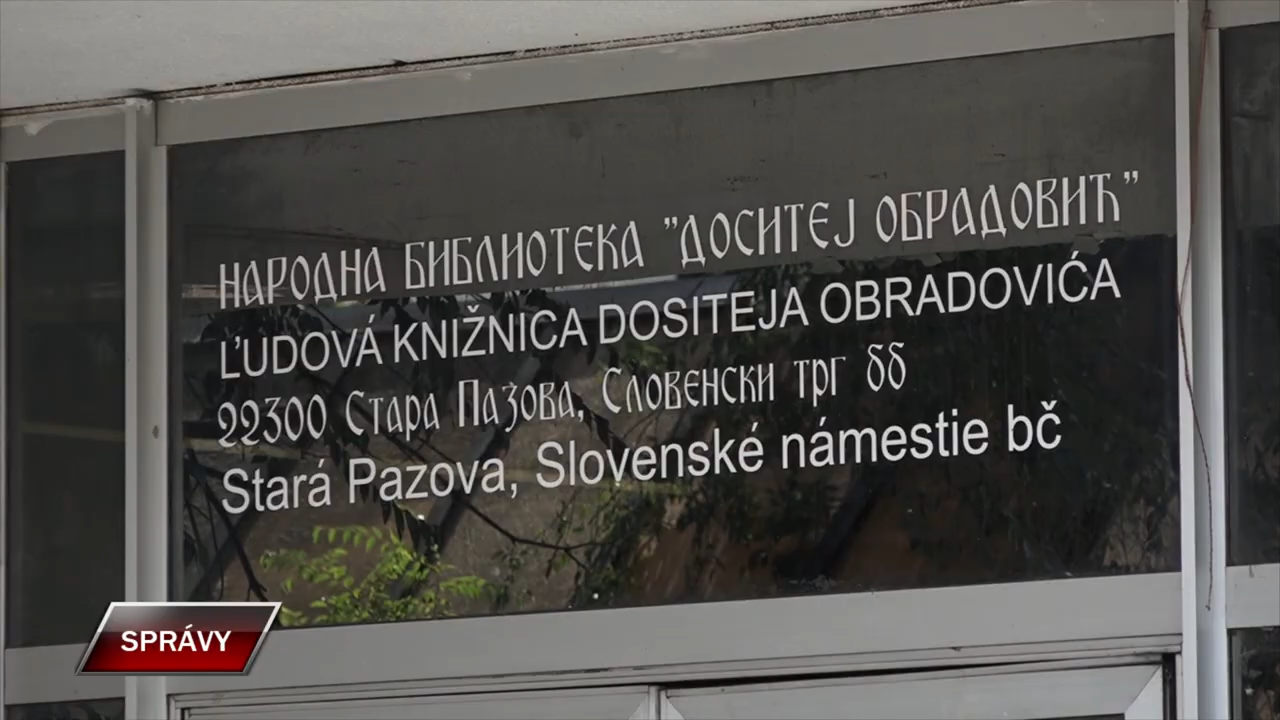 НАРОДНА БИБЛИОТЕКА "ДОСИТЕЈ ОБРАДОВИЋ"
ĽUDOVÁ KNIŽNICA DOSITEJA OBRADOVIĆA
22300 Стара Пазова, Словенски трг бб
Stará Pazova, Slovenské námestie bč
SPRÁVY